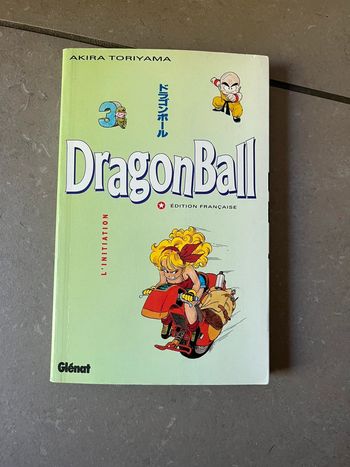 AKIRA TORIYAMA
3
ドラゴンボール
DragonBall
ÉDITION FRANÇAISE
L'INITIATION
Glénat